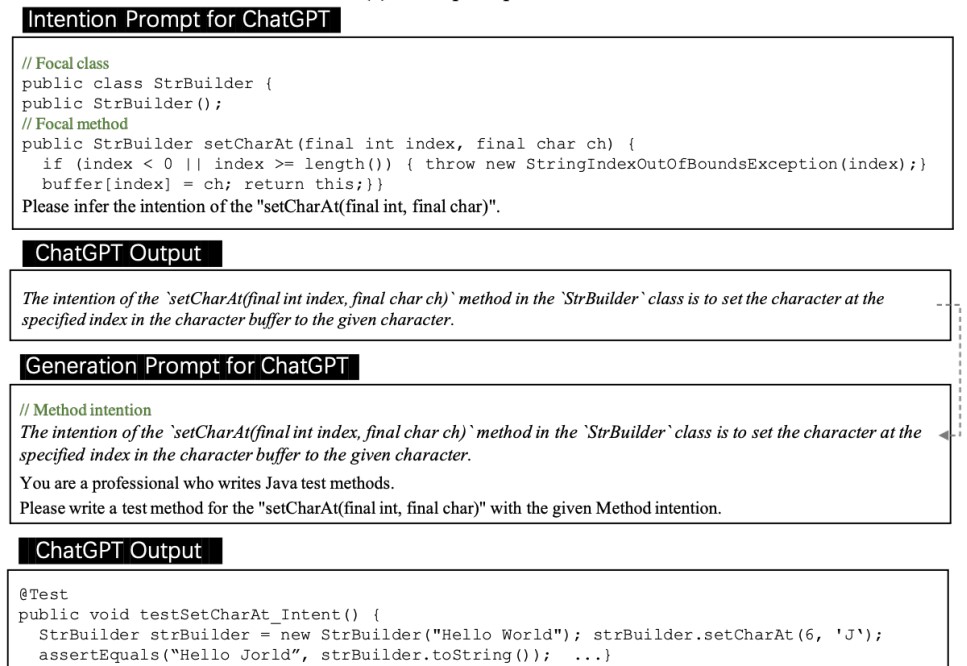 Intention Prompt for ChatGPT
// Focal class
public class StrBuilder {
public StrBuilder();
// Focal method
public StrBuilder setCharAt(final int index, final char ch) {
if (index < 0 || index >= length()) { throw new StringIndexOutOfBoundsException(index);}
buffer[index] = ch; return this;}}
Please infer the intention of the "setCharAt(final int, final char)".
ChatGPT Output
The intention of the `setCharAt(final int index, final char ch)` method in the `StrBuilder` class is to set the character at the
specified index in the character buffer to the given character.
Generation Prompt for ChatGPT
// Method intention
The intention of the `setCharAt(final int index, final char ch)` method in the `StrBuilder` class is to set the character at the
specified index in the character buffer to the given character.
You are a professional who writes Java test methods.
Please write a test method for the "setCharAt(final int, final char)" with the given Method intention.
ChatGPT Output
@Test
public void testSetCharAt_Intent() {
StrBuilder strBuilder = new StrBuilder("Hello World"); strBuilder.setCharAt(6, 'J‵);
assertEquals(“Hello Jorld”, strBuilder.toString()); ...}